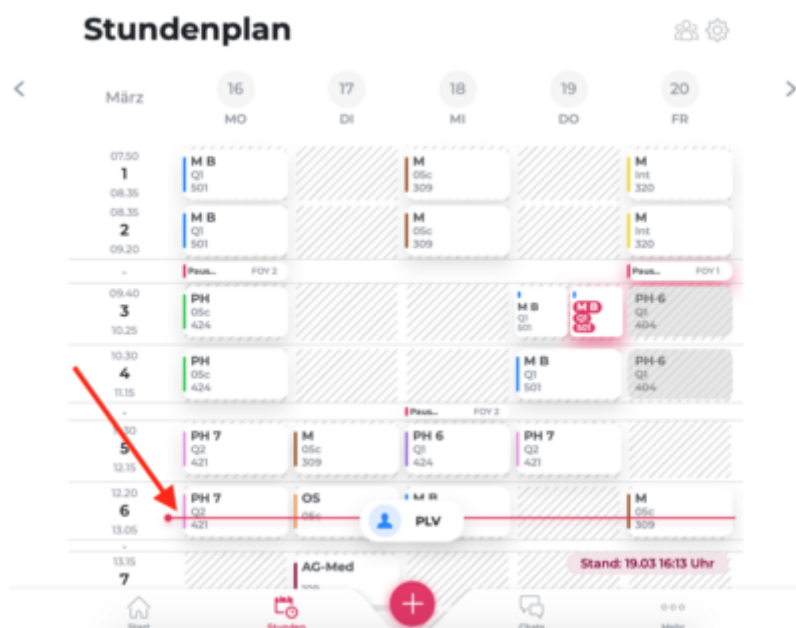 Stundenplan
März
16
MO
17
DI
18
MI
19
DO
20
FR
07.50
1
08.35
M B
Q1
501
M
05c
309
M
Int
320
08.35
2
09.20
M B
Q1
501
M
05c
309
M
Int
320
-
Paus... FOY 2
Paus... FOY 1
09.40
3
10.25
PH
05c
424
M B
Q1
501
M B
Q1
501
PH 6
Q1
404
10.30
4
11.15
PH
05c
424
M B
Q1
501
PH 6
Q1
404
-
Paus... FOY 2
5
12.15
PH 7
Q2
421
M
05c
309
PH 6
Q1
424
PH 7
Q2
421
12.20
6
13.05
PH 7
Q2
421
OS
05c
M B
M
05c
309
PLV
-
13.15
7
AG-Med
Stand: 19.03 16:13 Uhr
Start
Stunden
+
Chats
Mehr